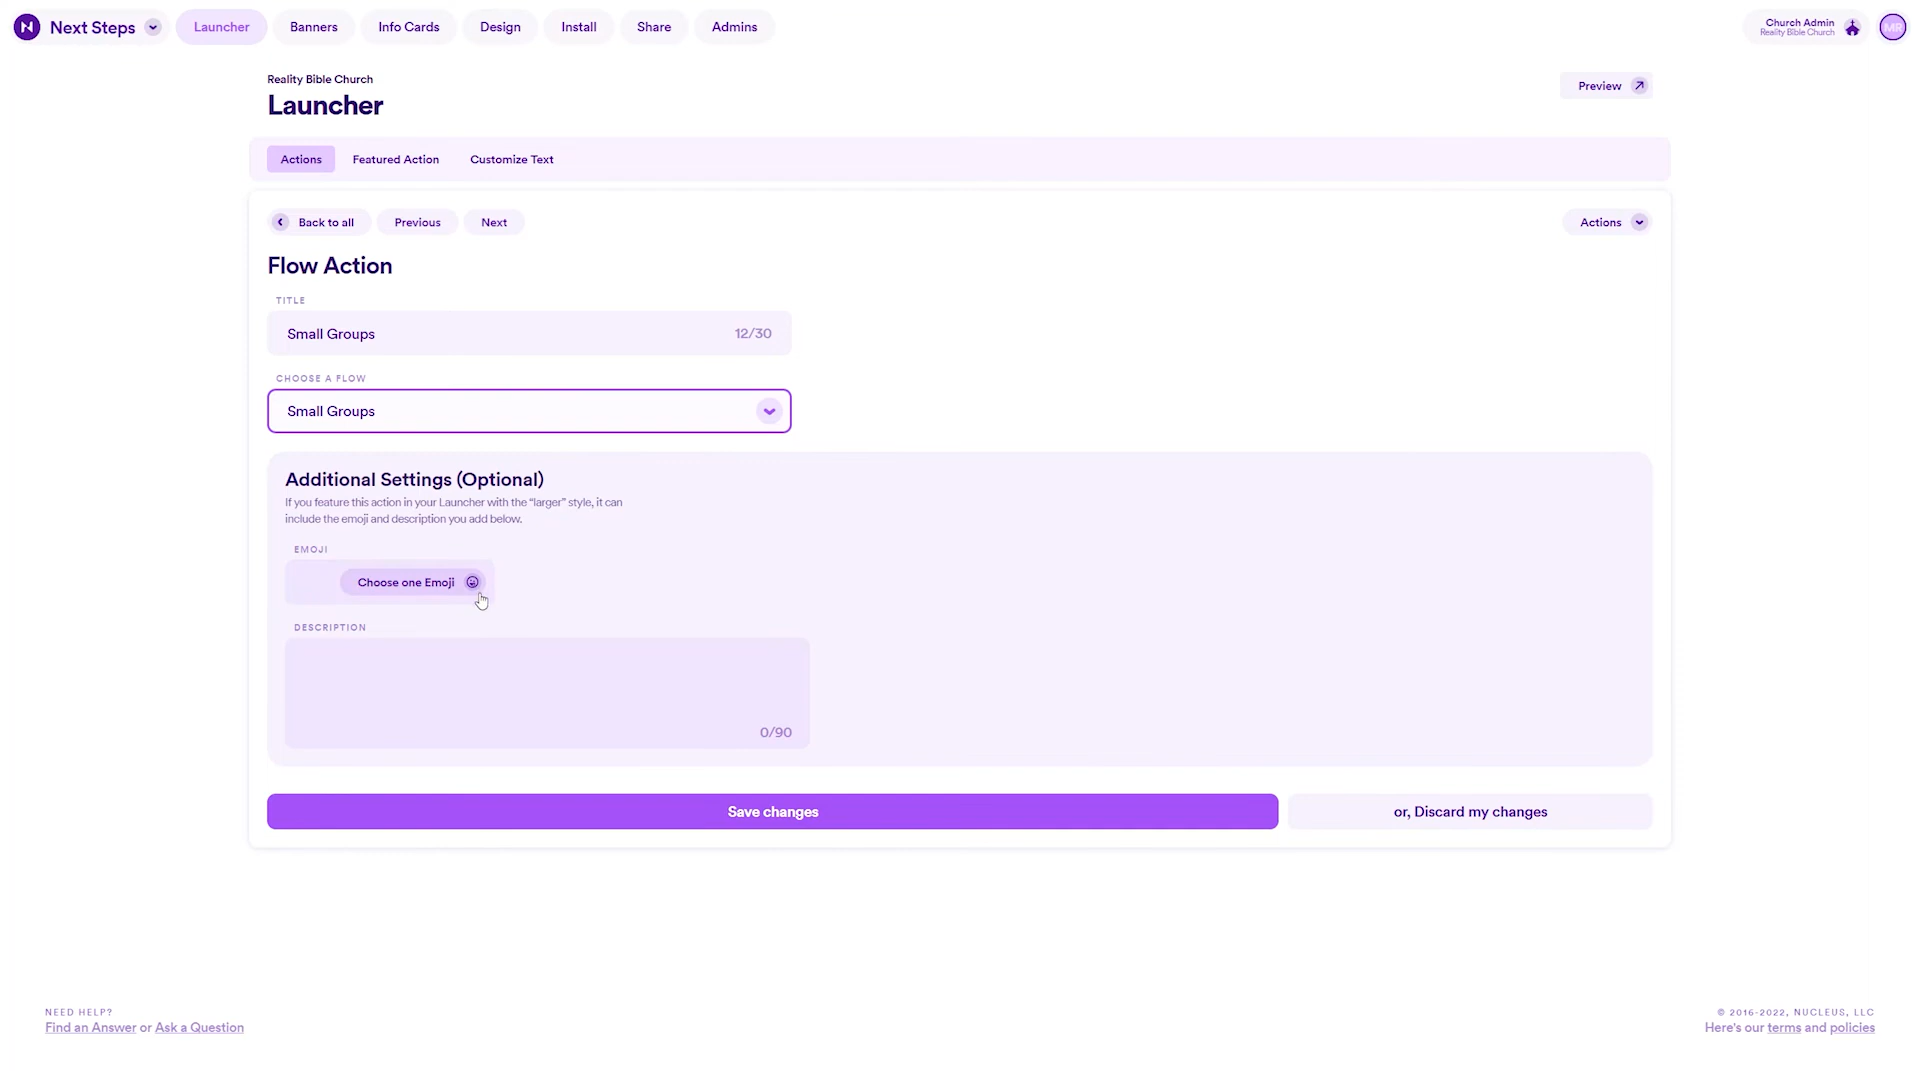 Next Steps
Launcher
Banners
Info Cards
Design
Install
Share
Admins
Church Admin
Reality Bible Church
MR
Reality Bible Church
Launcher
Preview
Actions
Featured Action
Customize Text
Back to all
Previous
Next
Actions
Flow Action
TITLE
Small Groups
12/30
CHOOSE A FLOW
Small Groups
Additional Settings (Optional)
If you feature this action in your Launcher with the “larger” style, it can
include the emoji and description you add below.
EMOJI
Choose one Emoji
DESCRIPTION
0/90
Save changes
or, Discard my changes
NEED HELP?
Find an Answer or Ask a Question
© 2016-2022, NUCLEUS, LLC
Here's our terms and policies